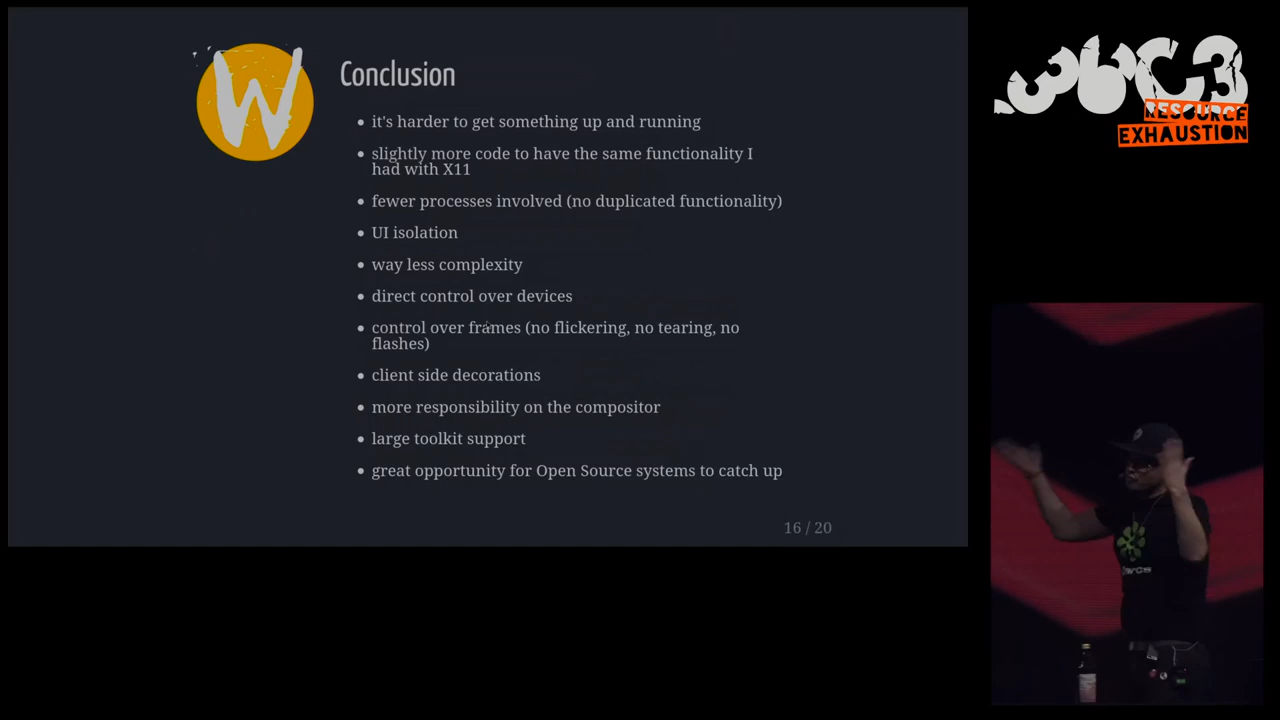 Conclusion
it's harder to get something up and running
slightly more code to have the same functionality I
had with X11
fewer processes involved (no duplicated functionality)
UI isolation
way less complexity
direct control over devices
control over frames (no flickering, no tearing, no
flashes)
client side decorations
more responsibility on the compositor
large toolkit support
great opportunity for Open Source systems to catch up
16 / 20
W
36C3
RESOURCE
EXHAUSTION